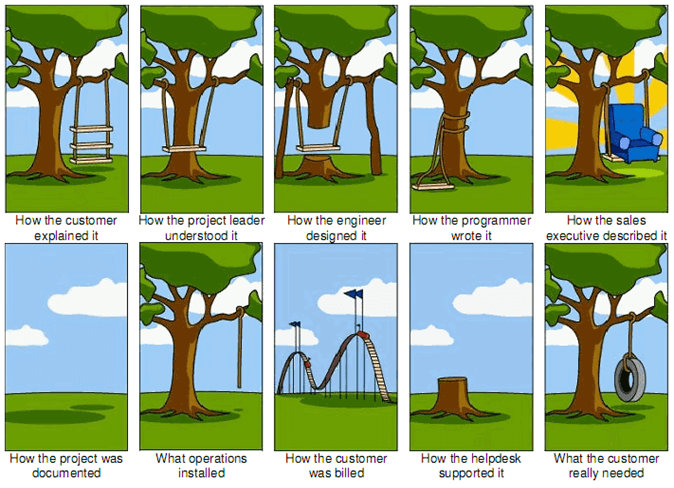 How the customer
explained it
How the project leader
understood it
How the engineer
designed it
How the programmer
wrote it
How the sales
executive described it
How the project was
documented
What operations
installed
How the customer
was billed
How the helpdesk
supported it
What the customer
really needed